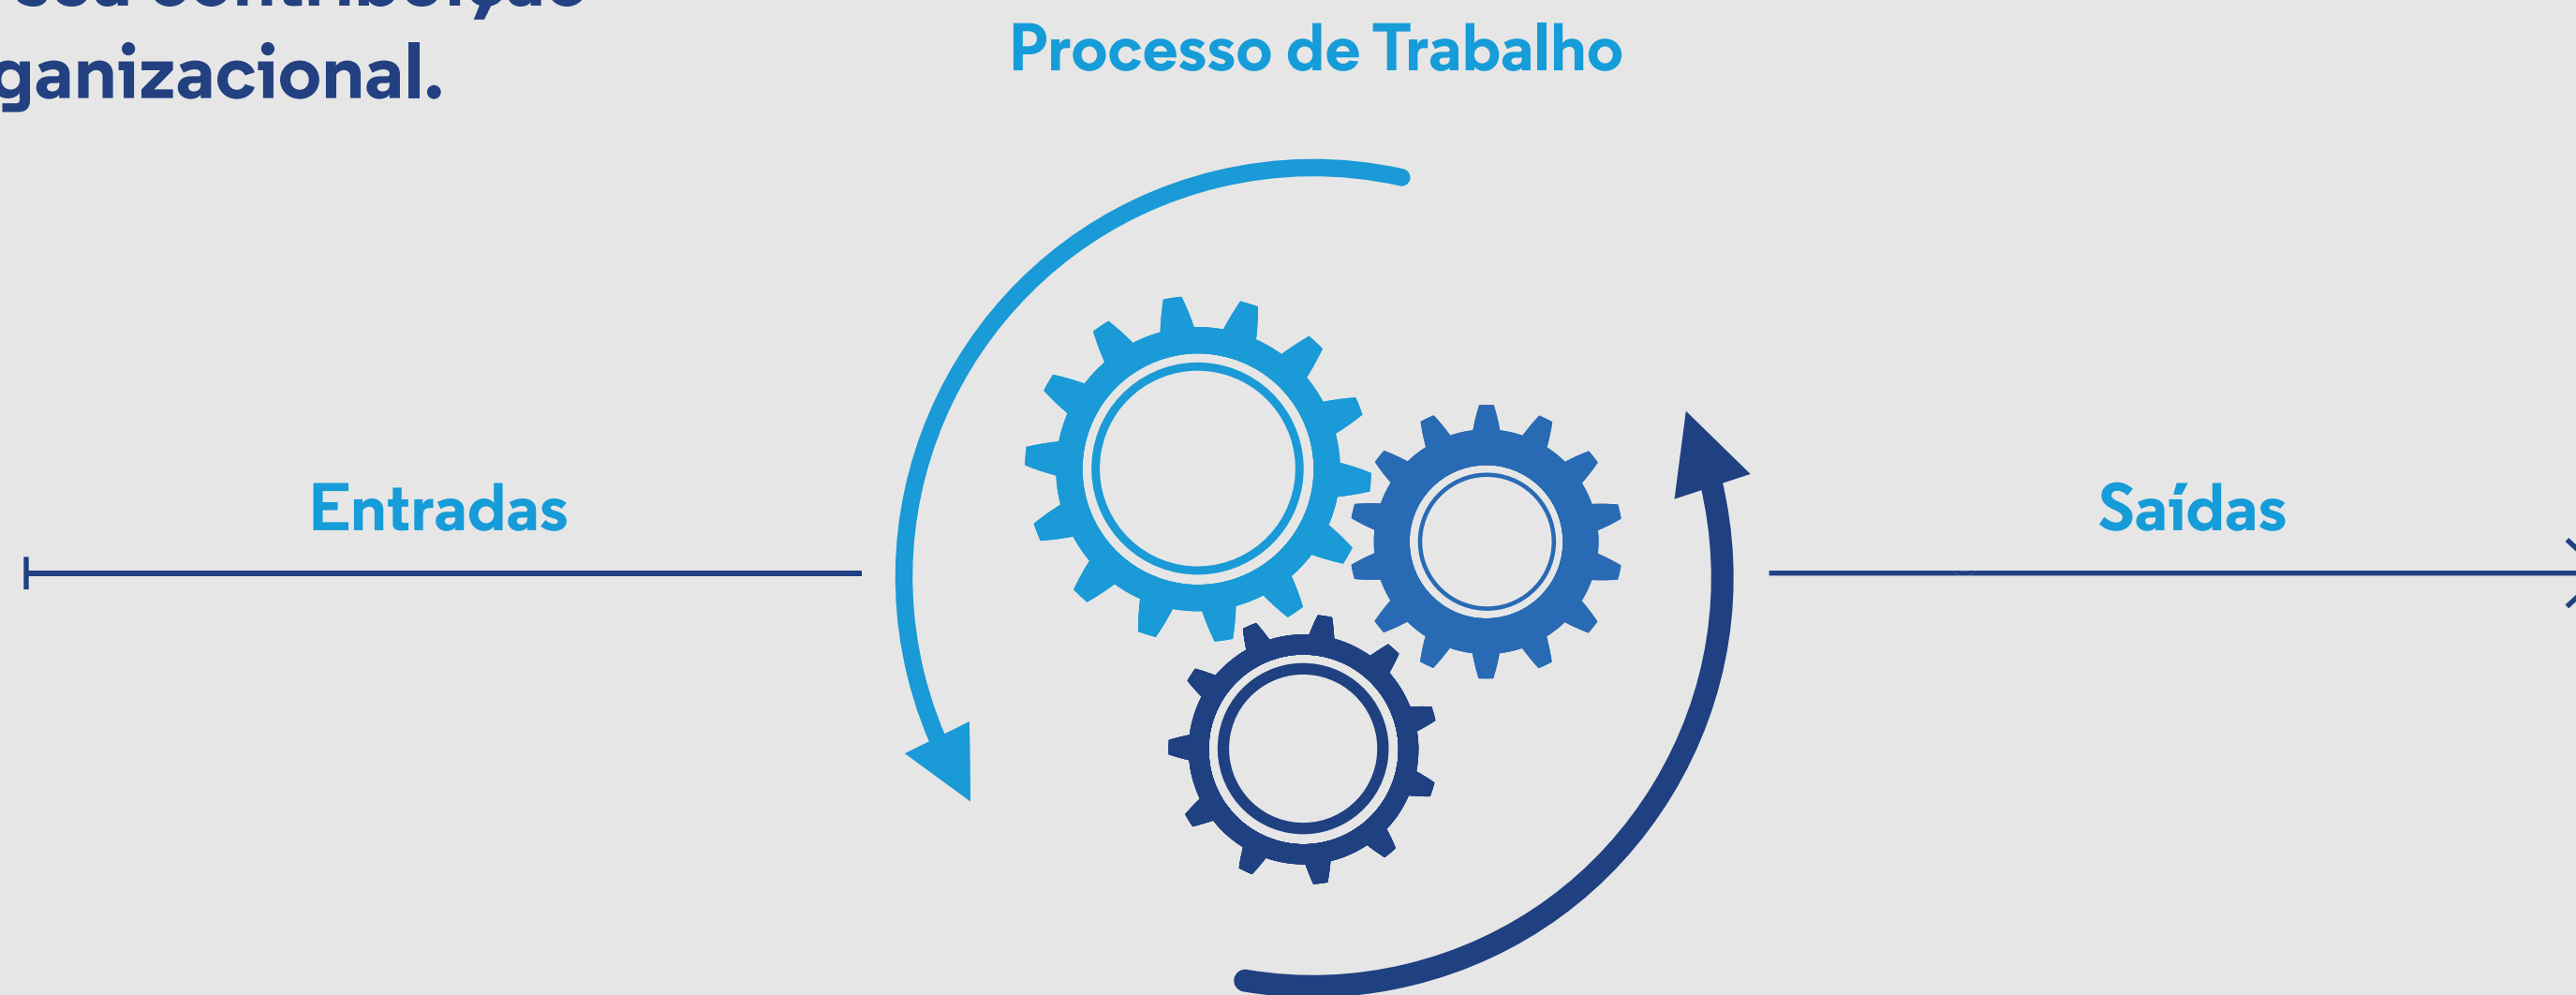 ganizacional.
Processo de Trabalho
Entradas
Saídas